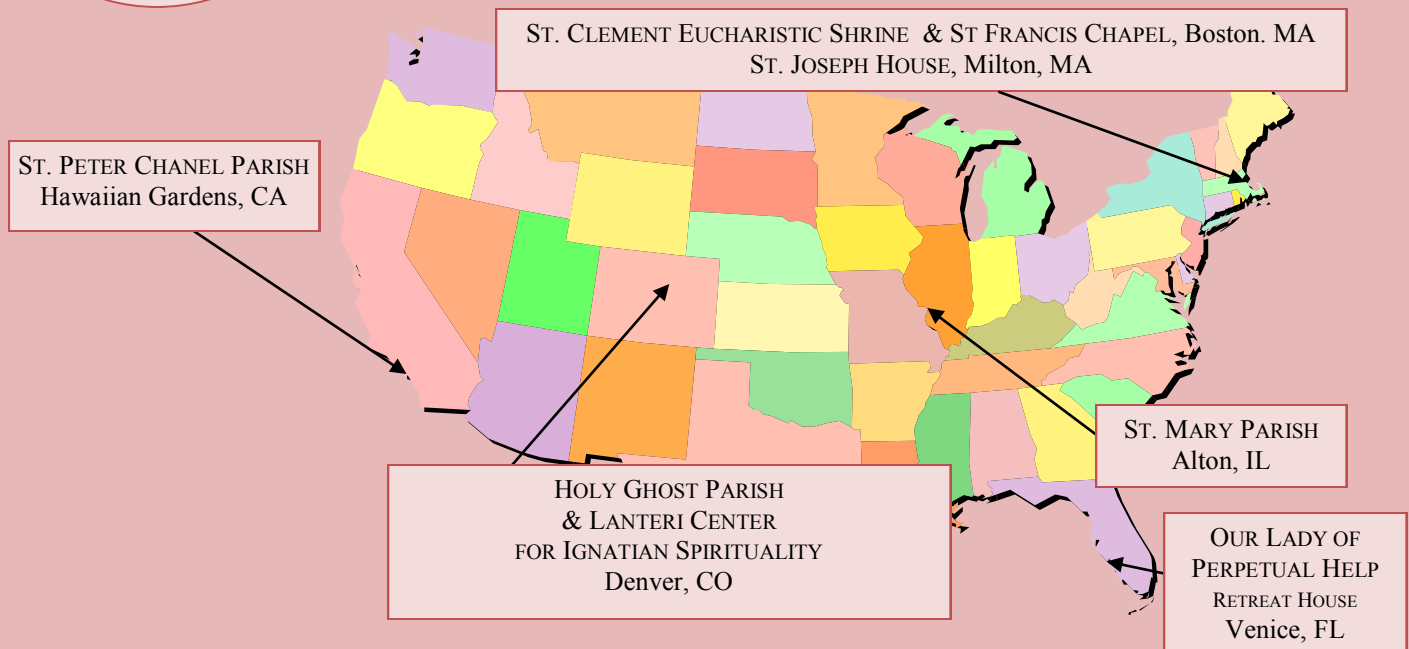 ST. CLEMENT EUCHARISTIC SHRINE & ST FRANCIS CHAPEL, Boston. MA
ST. JOSEPH HOUSE, Milton, MA
ST. PETER CHANEL PARISH
Hawaiian Gardens, CA
ST. MARY PARISH
Alton, IL
HOLY GHOST PARISH
& LANTERI CENTER
FOR IGNATIAN SPIRITUALITY
Denver, CO
OUR LADY OF
PERPETUAL HELP
RETREAT HOUSE
Venice, FL